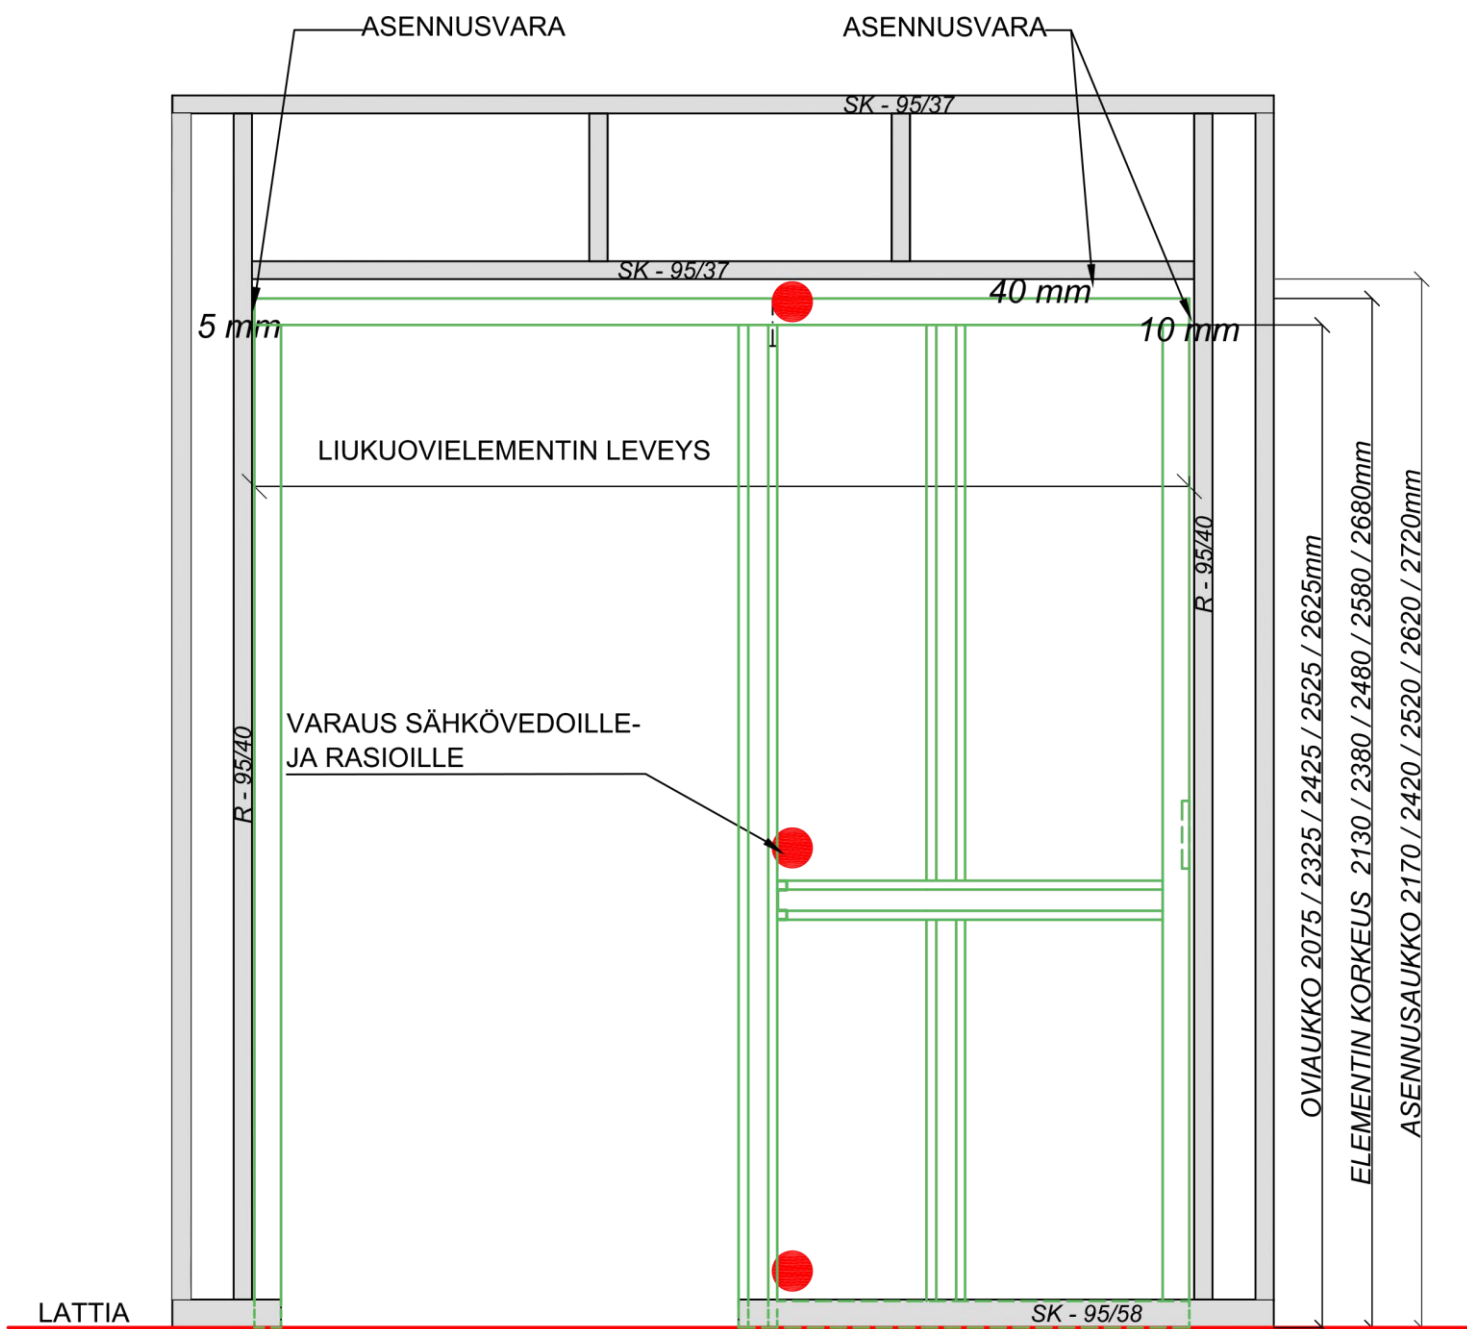 ASENNUSVARA
ASENNUSVARA
SK - 95/37
SK - 95/37
40 mm
5 mm
10 mm
LIUKUOVIELEMENTIN LEVEYS
R - 95/40
VARAUS SÄHKÖVEDOILLE-
JA RASIOILLE
R - 95/40
OVIAUKKO 2075 / 2325 / 2425 / 2525 / 2625mm
ELEMENTIN KORKEUS 2130 / 2380 / 2480 / 2580 / 2680mm
ASENNUSAUKKO 2170 / 2420 / 2520 / 2620 / 2720mm
LATTIA
SK - 95/58